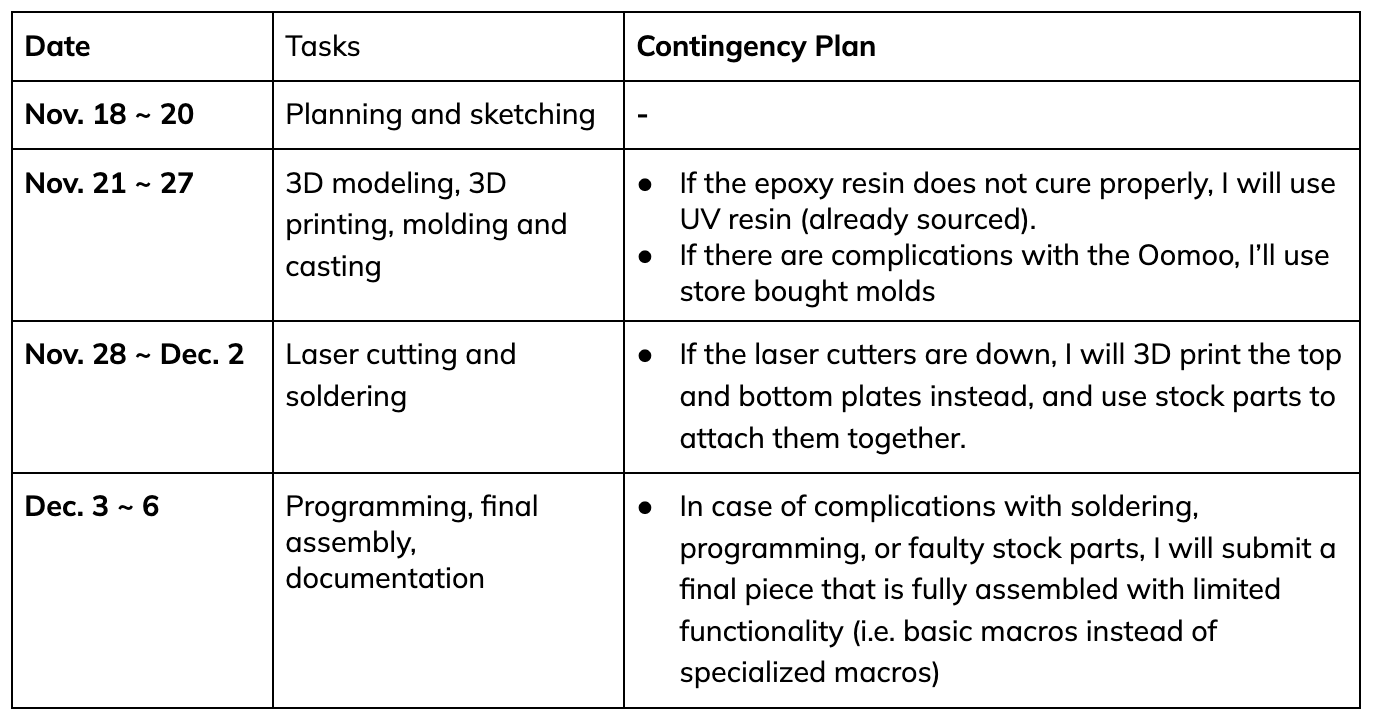 Date
Tasks
Contingency Plan
Nov. 18 ~ 20
Planning and sketching
-
Nov. 21 ~ 27
3D modeling, 3D
printing, molding and
casting
● If the epoxy resin does not cure properly, I will use
UV resin (already sourced).
● If there are complications with the Oomoo, I’ll use
store bought molds
Nov. 28 ~ Dec. 2
Laser cutting and
soldering
● If the laser cutters are down, I will 3D print the top
and bottom plates instead, and use stock parts to
attach them together.
Dec. 3 ~ 6
Programming, final
assembly,
documentation
● In case of complications with soldering,
programming, or faulty stock parts, I will submit a
final piece that is fully assembled with limited
functionality (i.e. basic macros instead of
specialized macros)